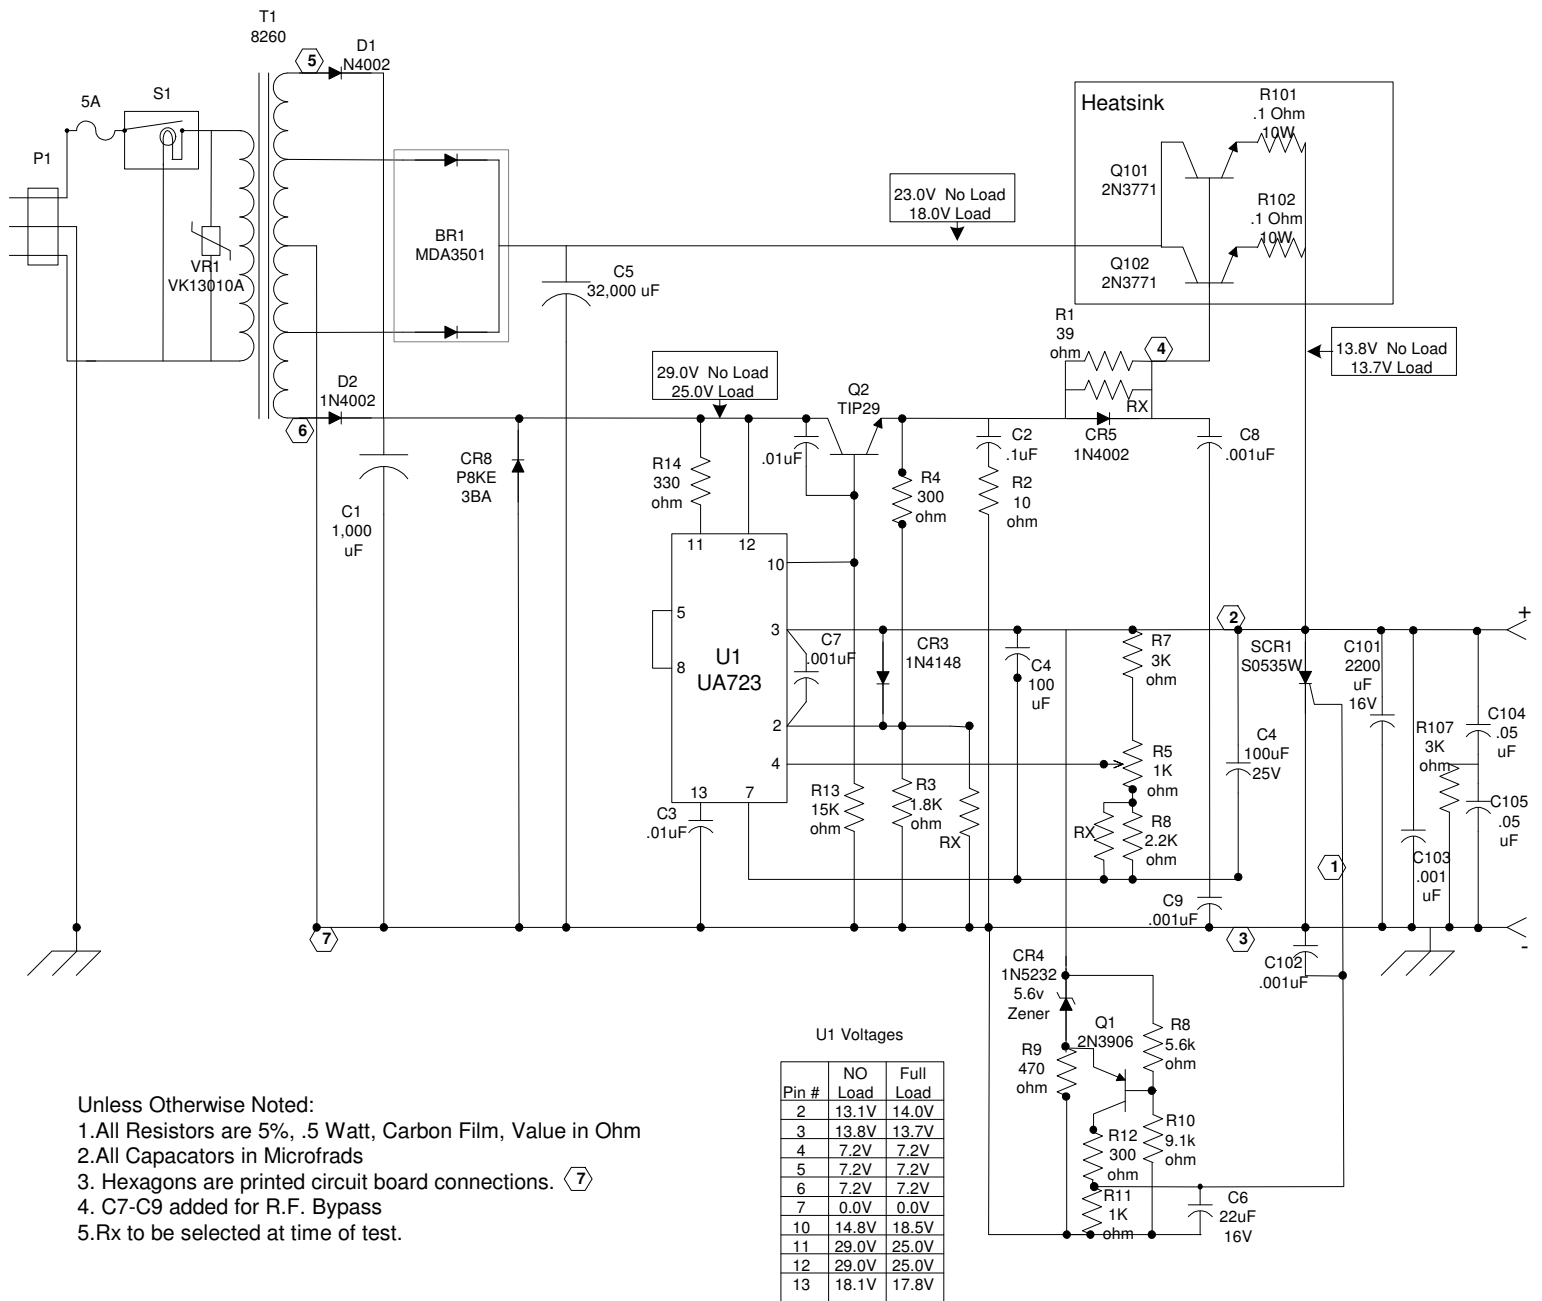 T1
8260
D1
N4002
5
5A
S1
P1
VR1
VK13010A
BR1
MDA3501
C5
32,000 uF
23.0V No Load
18.0V Load
Heatsink
R101
.1 Ohm
10W
Q101
2N3771
R102
.1 Ohm
10W
Q102
2N3771
R1
39
ohm
4
RX
CR5
1N4002
13.8V No Load
13.7V Load
29.0V No Load
25.0V Load
D2
1N4002
6
Q2
TIP29
.01uF
CR8
P8KE
3BA
R14
330
ohm
R4
300
ohm
C2
.1uF
R2
10
ohm
C8
.001uF
C1
1,000
uF
11
12
10
5
3
8
U1
UA723
2
4
13
7
C7
.001uF
CR3
1N4148
C4
100
uF
R7
3K
ohm
2
SCR1
S0535W
C101
2200
uF
16V
+
C104
.05
uF
R107
3K
ohm
C105
.05
uF
R5
1K
ohm
C4
100uF
25V
C3
.01uF
R13
15K
ohm
R3
1.8K
ohm
RX
RX
R8
2.2K
ohm
C103
.001
uF
1
C9
.001uF
7
3
-
C102
.001uF
CR4
1N5232
5.6v
Zener
Q1
2N3906
R8
5.6k
ohm
R9
470
ohm
R12
300
ohm
R10
9.1k
ohm
R11
1K
ohm
C6
22uF
16V
U1 Voltages
Pin # NO Load Full Load
2 13.1V 14.0V
3 13.8V 13.7V
4 7.2V 7.2V
5 7.2V 7.2V
6 7.2V 7.2V
7 0.0V 0.0V
10 14.8V 18.5V
11 29.0V 25.0V
12 29.0V 25.0V
13 18.1V 17.8V
Unless Otherwise Noted:
1.All Resistors are 5%, .5 Watt, Carbon Film, Value in Ohm
2.All Capacators in Microfrads
3. Hexagons are printed circuit board connections. 7
4. C7-C9 added for R.F. Bypass
5.Rx to be selected at time of test.